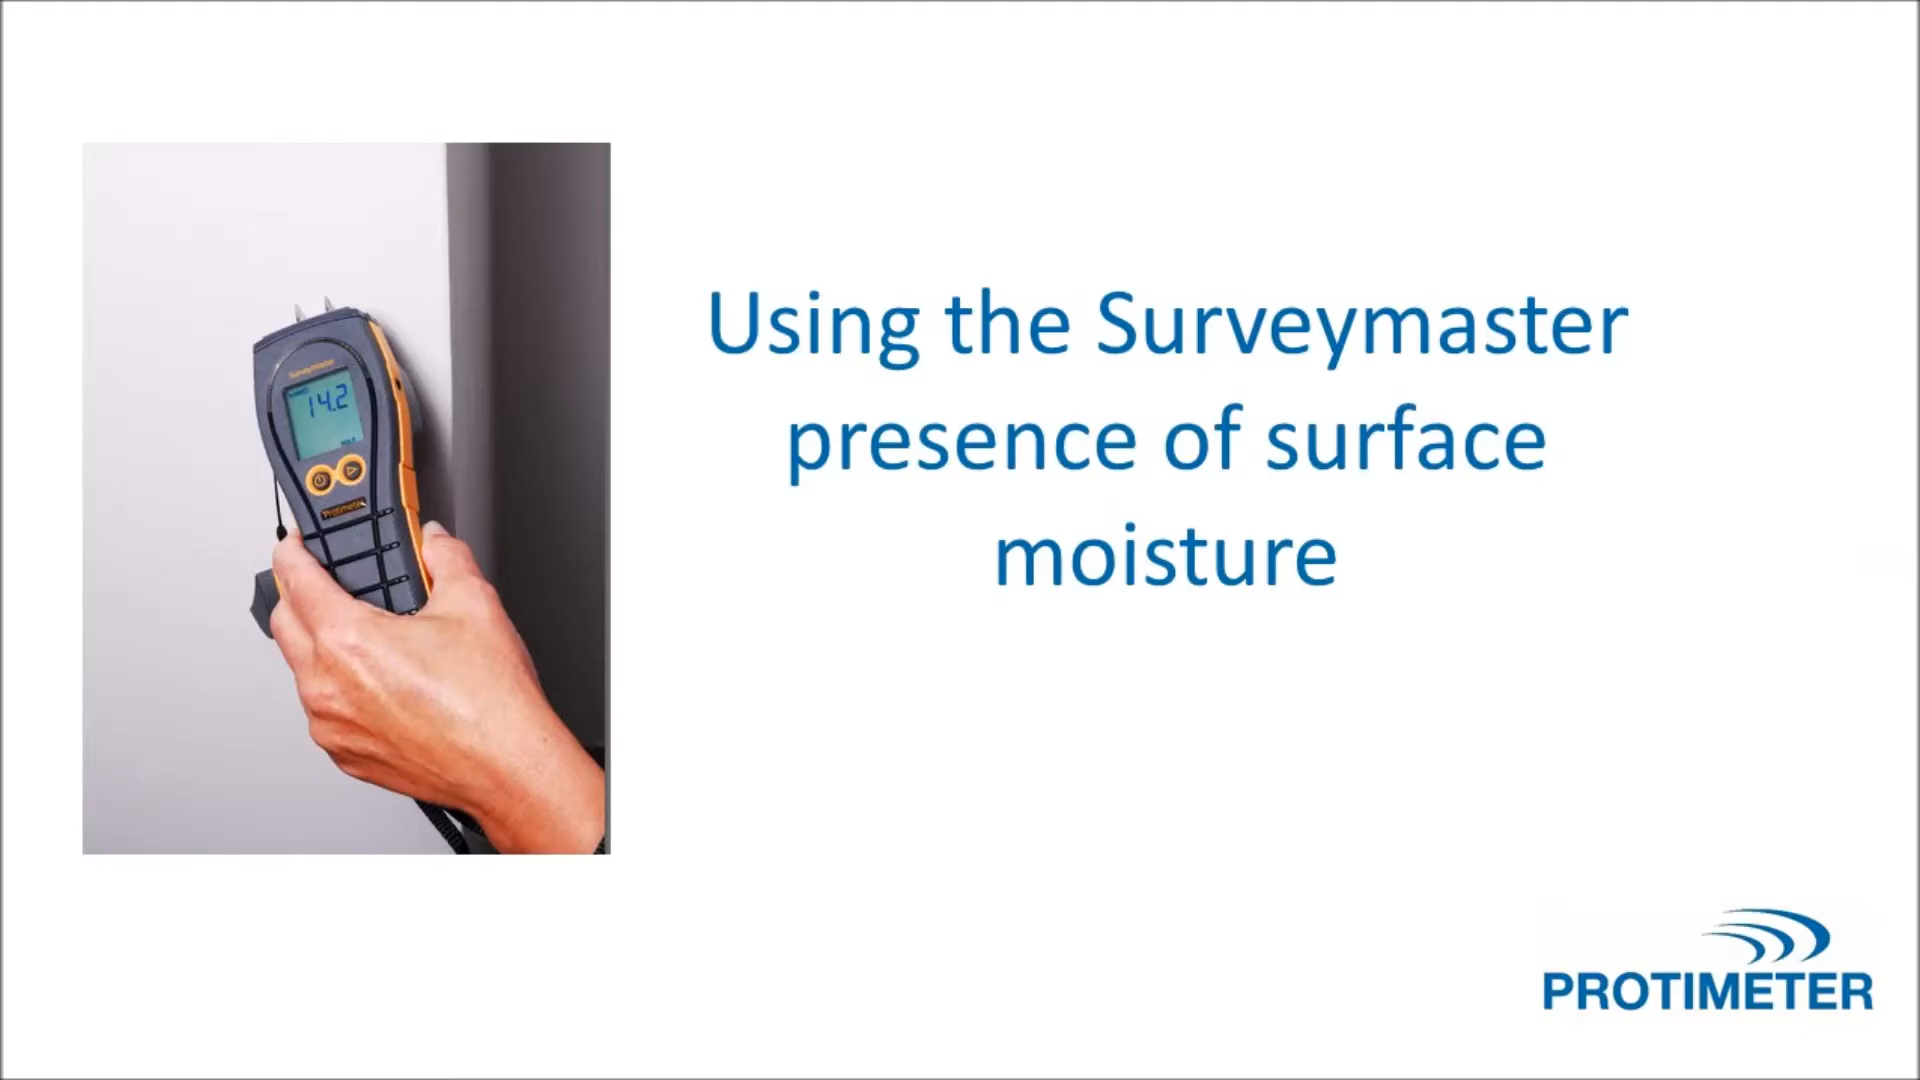 Using the Surveymaster
presence of surface
moisture
Surveymaster
14.2
Protimeter
PROTIMETER